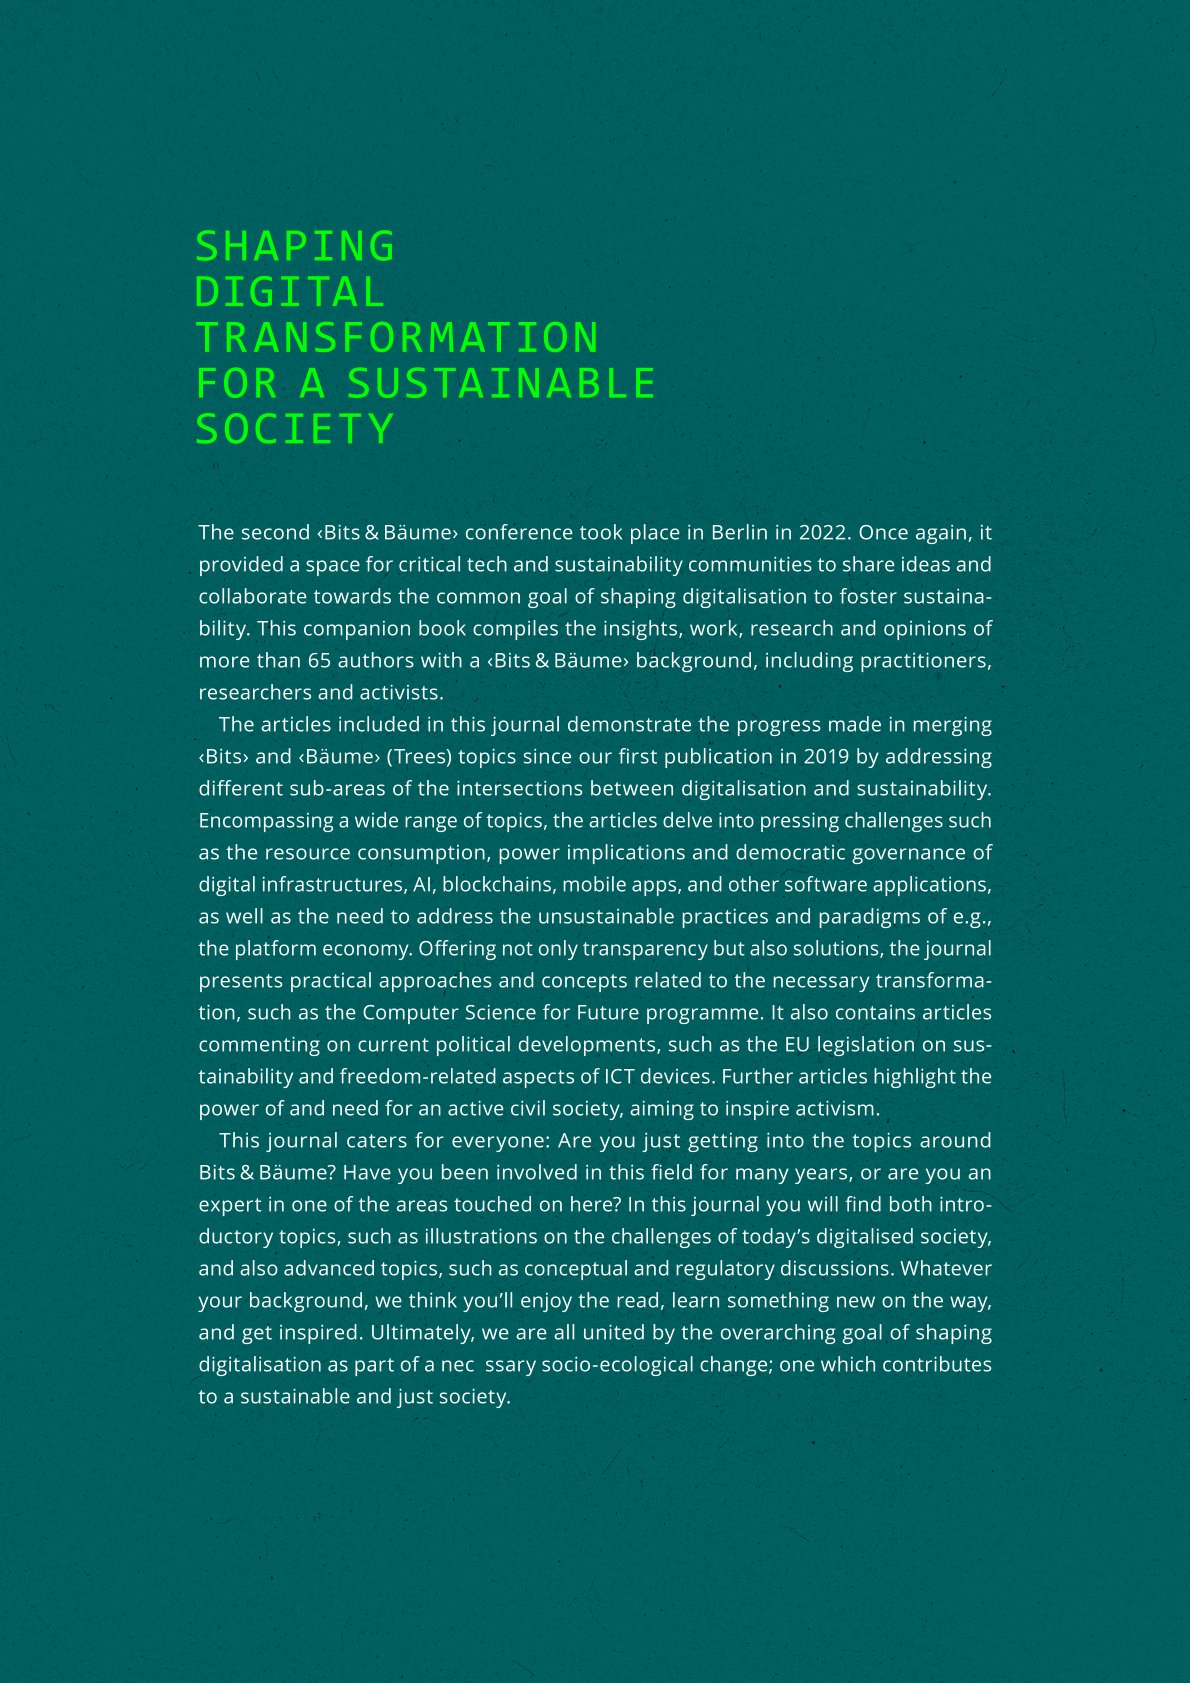 SHAPING
DIGITAL
TRANSFORMATION
FOR A SUSTAINABLE
SOCIETY
The second ‹Bits & Bäume› conference took place in Berlin in 2022. Once again, it
provided a space for critical tech and sustainability communities to share ideas and
collaborate towards the common goal of shaping digitalisation to foster sustaina-
bility. This companion book compiles the insights, work, research and opinions of
more than 65 authors with a ‹Bits & Bäume› background, including practitioners,
researchers and activists.
The articles included in this journal demonstrate the progress made in merging
‹Bits› and ‹Bäume› (Trees) topics since our first publication in 2019 by addressing
different sub-areas of the intersections between digitalisation and sustainability.
Encompassing a wide range of topics, the articles delve into pressing challenges such
as the resource consumption, power implications and democratic governance of
digital infrastructures, AI, blockchains, mobile apps, and other software applications,
as well as the need to address the unsustainable practices and paradigms of e.g.,
the platform economy. Offering not only transparency but also solutions, the journal
presents practical approaches and concepts related to the necessary transforma-
tion, such as the Computer Science for Future programme. It also contains articles
commenting on current political developments, such as the EU legislation on sus-
tainability and freedom-related aspects of ICT devices. Further articles highlight the
power of and need for an active civil society, aiming to inspire activism.
This journal caters for everyone: Are you just getting into the topics around
Bits & Bäume? Have you been involved in this field for many years, or are you an
expert in one of the areas touched on here? In this journal you will find both intro-
ductory topics, such as illustrations on the challenges of today’s digitalised society,
and also advanced topics, such as conceptual and regulatory discussions. Whatever
your background, we think you’ll enjoy the read, learn something new on the way,
and get inspired. Ultimately, we are all united by the overarching goal of shaping
digitalisation as part of a nec ssary socio-ecological change; one which contributes
to a sustainable and just society.